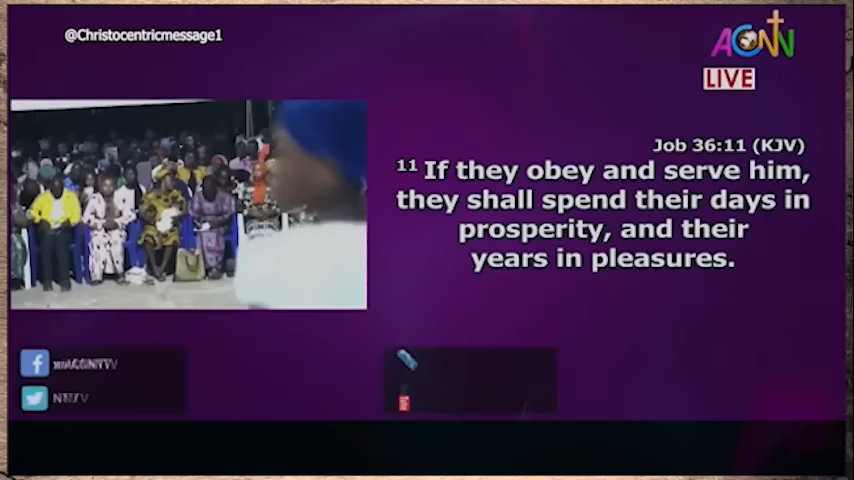 @Christocentricmessage1
ACNN
LIVE
Job 36:11 (KJV)
11 If they obey and serve him,
they shall spend their days in
prosperity, and their
years in pleasures.